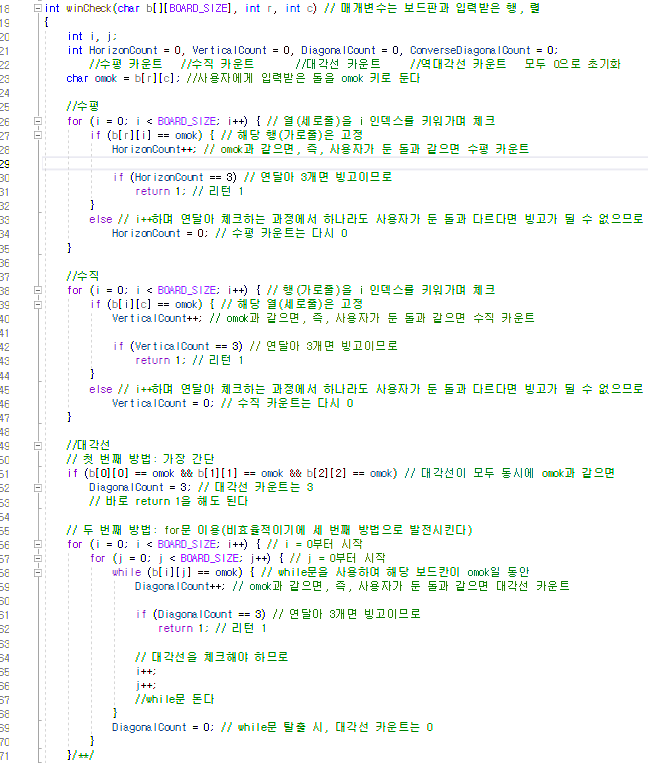 18 int winCheck(char b[][BOARD_SIZE], int r, int c) // 매개변수는 보드판과 입력받은 행, 렬
19 {
20 int i, j;
21 int HorizonCount = 0, VerticalCount = 0, DiagonalCount = 0, ConverseDiagonalCount = 0;
22 //수평 카운트 //수직 카운트 //대각선 카운트 //역대각선 카운트 모두 0으로 초기화
23 char omok = b[r][c]; //사용자에게 입력받은 돌을 omok 키로 둔다
24
25 //수평
26 for (i = 0; i < BOARD_SIZE; i++) { // 열(세로줄)을 i 인덱스를 키워가며 체크
27 if (b[r][i] == omok) { // 해당 행(가로줄)은 고정
28 HorizonCount++; // omok과 같으면, 즉, 사용자가 둔 돌과 같으면 수평 카운트
29
30 if (HorizonCount == 3) // 연달아 3개면 빙고이므로
31 return 1; // 리턴 1
32 }
33 else // i++하며 연달아 체크하는 과정에서 하나라도 사용자가 둔 돌과 다르다면 빙고가 될 수 없으므로
34 HorizonCount = 0; // 수평 카운트는 다시 0
35 }
36
37 //수직
38 for (i = 0; i < BOARD_SIZE; i++) { // 행(가로줄)을 i 인덱스를 키워가며 체크
39 if (b[i][c] == omok) { // 해당 열(세로줄)은 고정
40 VerticalCount++; // omok과 같으면, 즉, 사용자가 둔 돌과 같으면 수직 카운트
41
42 if (VerticalCount == 3) // 연달아 3개면 빙고이므로
43 return 1; // 리턴 1
44 }
45 else // i++하며 연달아 체크하는 과정에서 하나라도 사용자가 둔 돌과 다르다면 빙고가 될 수 없으므로
46 VerticalCount = 0; // 수직 카운트는 다시 0
47 }
48
49 //대각선
50 // 첫 번째 방법: 가장 간단
51 if (b[0][0] == omok && b[1][1] == omok && b[2][2] == omok) // 대각선이 모두 동시에 omok과 같으면
52 DiagonalCount = 3; // 대각선 카운트는 3
53 // 바로 return 1을 해도 된다
54
55 // 두 번째 방법: for문 이용(비효율적이기에 세 번째 방법으로 발전시킨다)
56 for (i = 0; i < BOARD_SIZE; i++) { // i = 0부터 시작
57 for (j = 0; j < BOARD_SIZE; j++) { // j = 0부터 시작
58 while (b[i][j] == omok) { // while문을 사용하여 해당 보드칸이 omok일 동안
59 DiagonalCount++; // omok과 같으면, 즉, 사용자가 둔 돌과 같으면 대각선 카운트
60
61 if (DiagonalCount == 3) // 연달아 3개면 빙고이므로
62 return 1; // 리턴 1
63
64 // 대각선을 체크해야 하므로
65 i++;
66 j++;
67 //while문 돈다
68 }
69 DiagonalCount = 0; // while문 탈출 시, 대각선 카운트는 0
70 }
71 }/**/